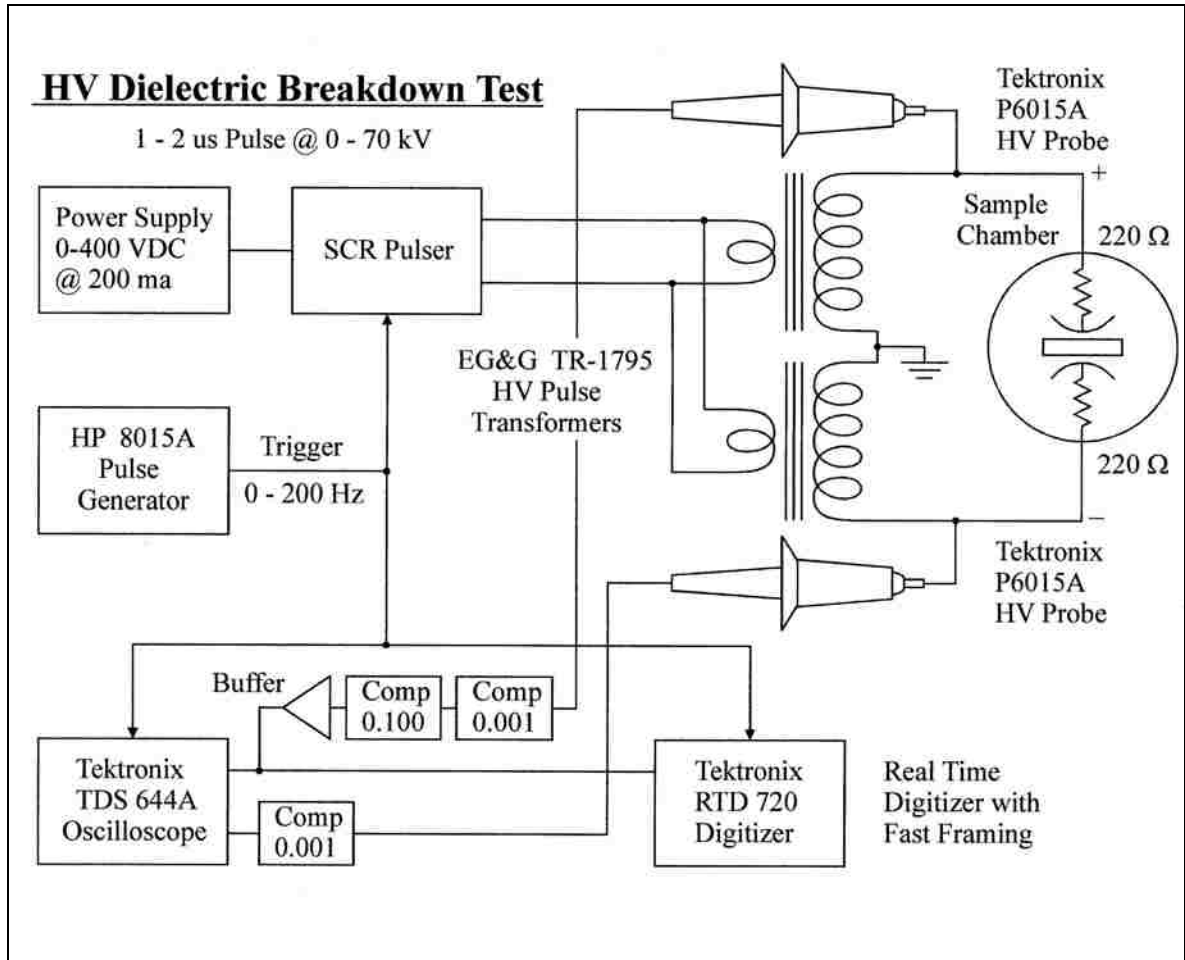 HV Dielectric Breakdown Test
1 - 2 us Pulse @ 0 - 70 kV
Tektronix
P6015A
HV Probe
Power Supply
0-400 VDC
@ 200 ma
SCR Pulser
+
Sample
Chamber
220 Ω
EG&G TR-1795
HV Pulse
Transformers
HP 8015A
Pulse
Generator
Trigger
0 - 200 Hz
220 Ω
−
Tektronix
P6015A
HV Probe
Buffer
Comp
0.100
Comp
0.001
Tektronix
TDS 644A
Oscilloscope
Comp
0.001
Tektronix
RTD 720
Digitizer
Real Time
Digitizer with
Fast Framing